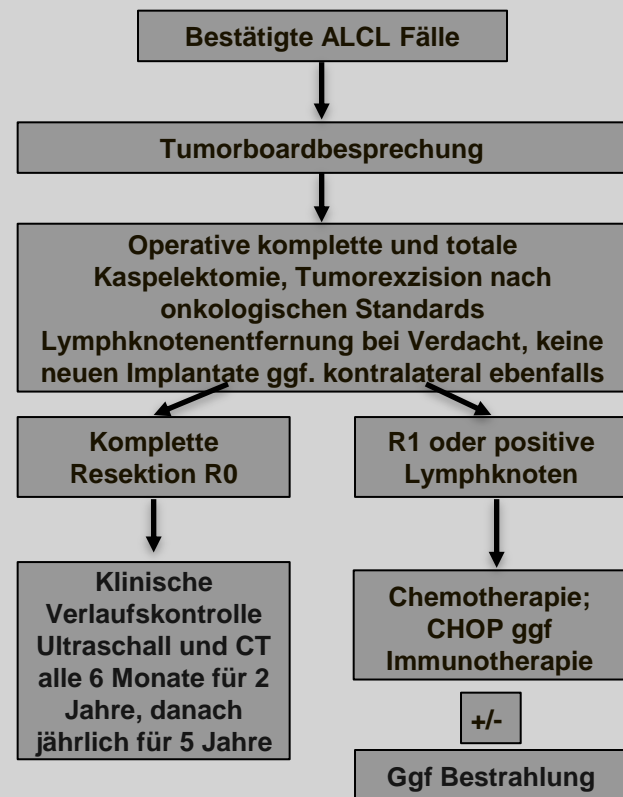 Bestätigte ALCL Fälle
Tumorboardbesprechung
Operative komplette und totale
Kaspelektomie, Tumorexzision nach
onkologischen Standards
Lymphknotenentfernung bei Verdacht, keine
neuen Implantate ggf. kontralateral ebenfalls
Komplette
Resektion R0
R1 oder positive
Lymphknoten
Klinische
Verlaufskontrolle
Ultraschall und CT
alle 6 Monate für 2
Jahre, danach
jährlich für 5 Jahre
Chemotherapie;
CHOP ggf
Immunotherapie
+/-
Ggf Bestrahlung